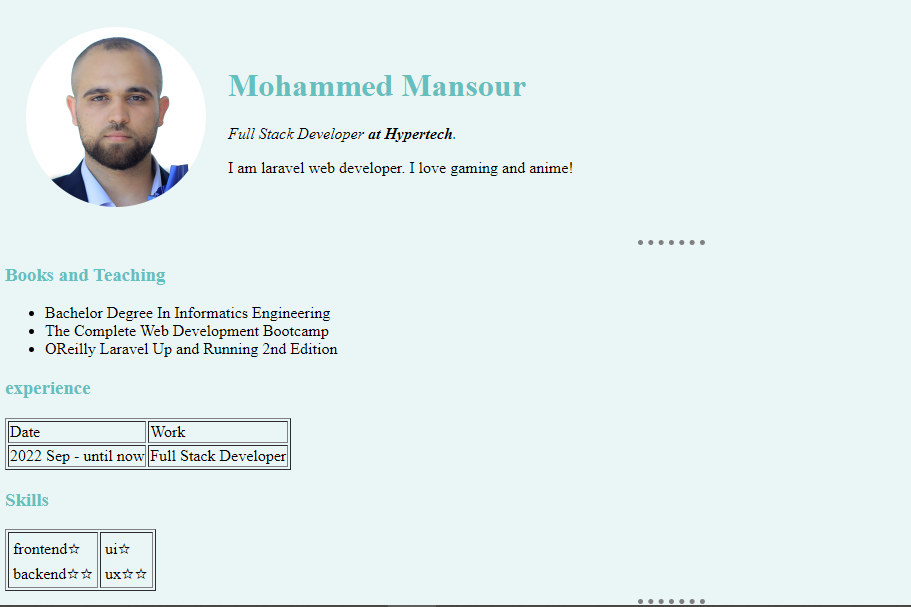 Mohammed Mansour
Full Stack Developer at Hypertech.
I am laravel web developer. I love gaming and anime!
Books and Teaching
Bachelor Degree In Informatics Engineering
The Complete Web Development Bootcamp
OReilly Laravel Up and Running 2nd Edition
experience
Date Work
2022 Sep - until now Full Stack Developer
Skills
frontend☆ ui☆
backend☆☆ ux☆☆